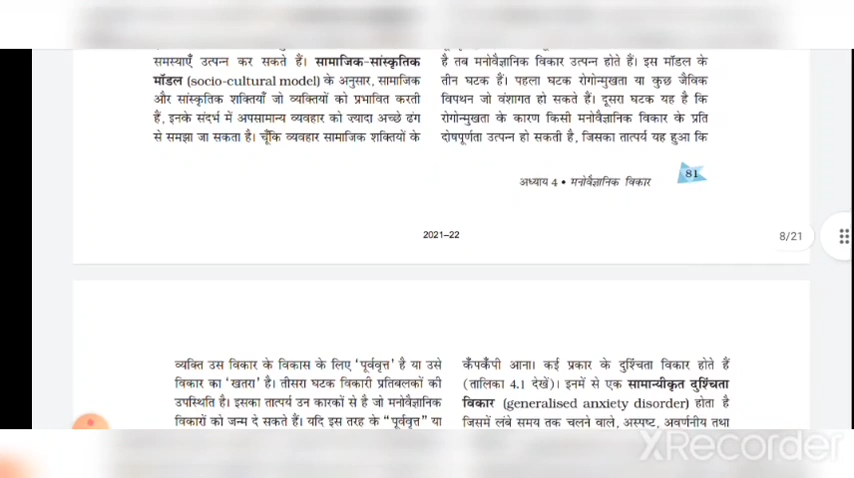 समस्याएँ उत्पन्न कर सकते हैं। सामाजिक-सांस्कृतिक
मॉडल (socio-cultural model) के अनुसार, सामाजिक
और सांस्कृतिक शक्तियाँ जो व्यक्तियों को प्रभावित करती
हैं, इनके संदर्भ में अपसामान्य व्यवहार को ज़्यादा अच्छे ढंग
से समझा जा सकता है। चूँकि व्यवहार सामाजिक शक्तियों के
है तब मनोवैज्ञानिक विकार उत्पन्न होते हैं। इस मॉडल के
तीन घटक हैं। पहला घटक रोगोन्मुखता या कुछ जैविक
विपथन जो वंशागत हो सकते हैं। दूसरा घटक यह है कि
रोगोन्मुखता के कारण किसी मनोवैज्ञानिक विकार के प्रति
दोषपूर्णता उत्पन्न हो सकती है, जिसका तात्पर्य यह हुआ कि
अध्याय 4 • मनोवैज्ञानिक विकार
81
2021–22
8/21
व्यक्ति उस विकार के विकास के लिए 'पूर्ववृत्त' है या उसे
विकार का 'खतरा' है। तीसरा घटक विकारी प्रतिबलकों की
उपस्थिति है। इसका तात्पर्य उन कारकों से है जो मनोवैज्ञानिक
विकारों को जन्म दे सकते हैं। यदि इस तरह के "पूर्ववृत्त" या
कँपकँपी आना। कई प्रकार के दुश्चिंता विकार होते हैं
(तालिका 4.1 देखें)। इनमें से एक सामान्यीकृत दुश्चिंता
विकार (generalised anxiety disorder) होता है
जिसमें लंबे समय तक चलने वाले, अस्पष्ट, अवर्णनीय तथा
XRecorder